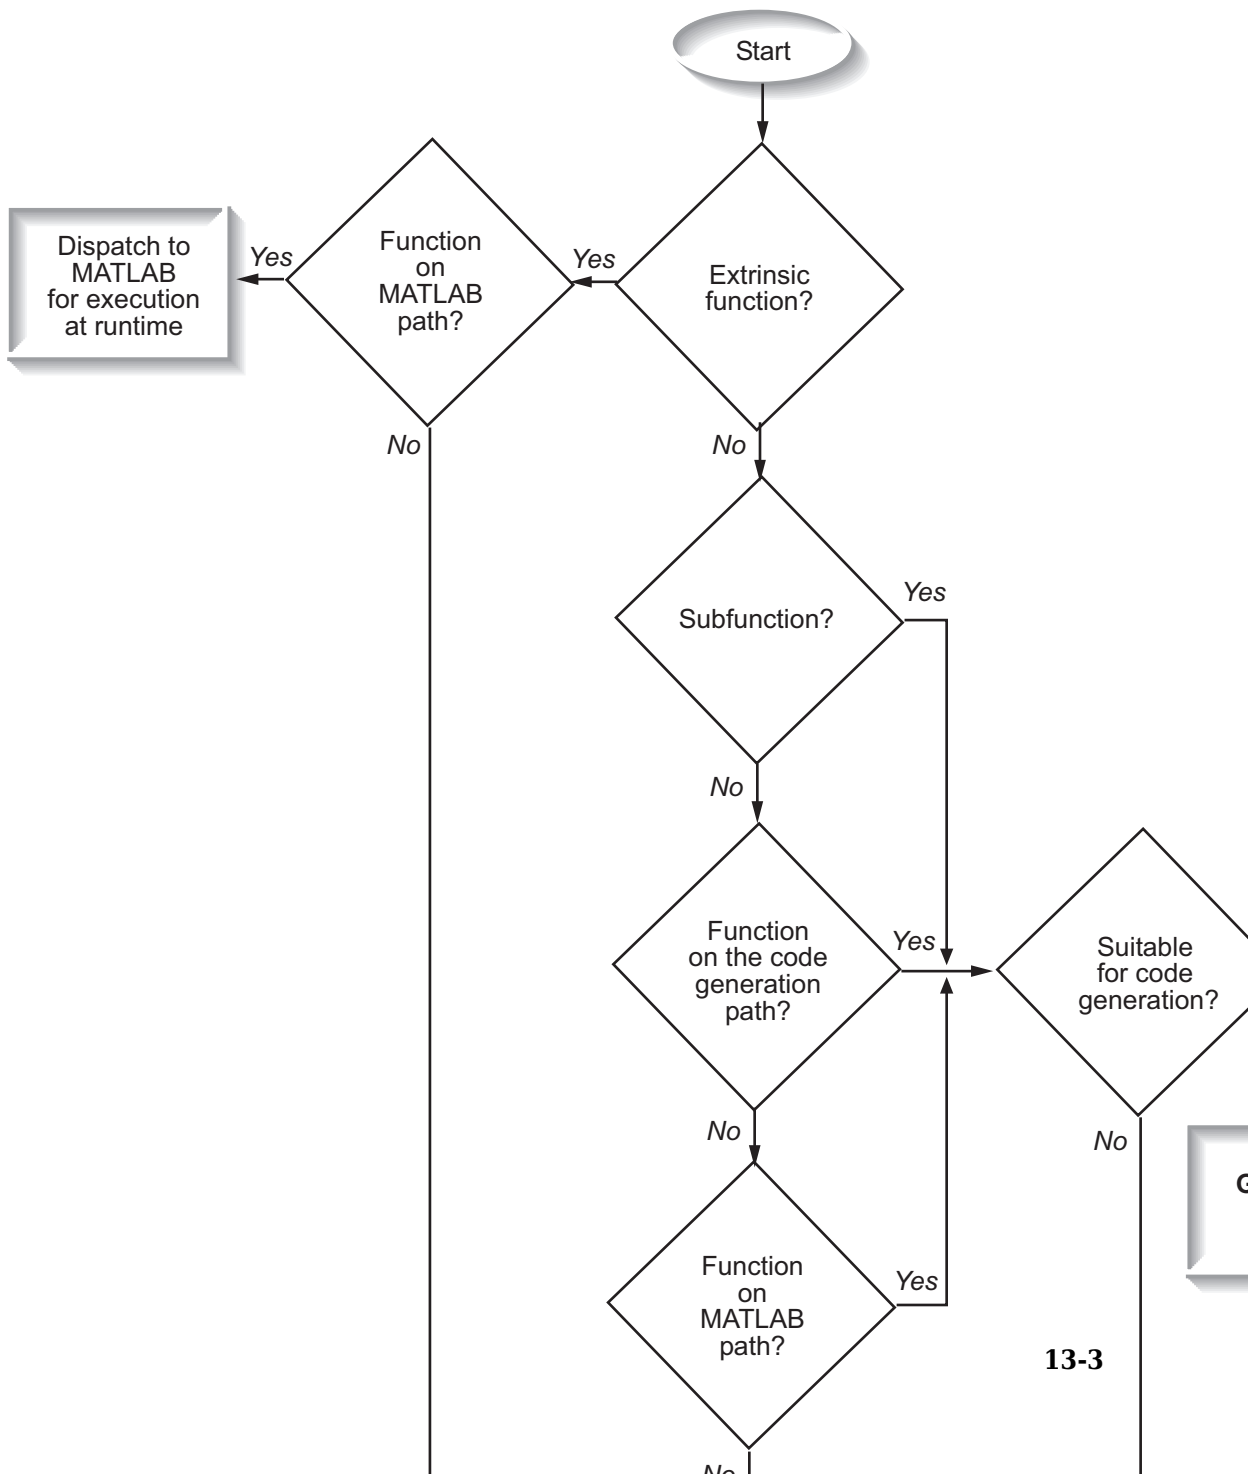 Start
Dispatch to
MATLAB
for execution
at runtime
Yes
Function
on
MATLAB
path?
Yes
Extrinsic
function?
No
No
Subfunction?
Yes
No
Function
on the code
generation
path?
Yes
Suitable
for code
generation?
No
No
G
Function
on
MATLAB
path?
Yes
13-3
No